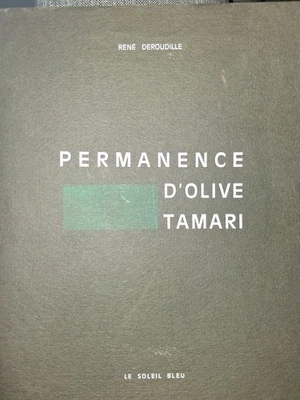 RENÉ DEROUDILLE
PERMANENCE
D'OLIVE
TAMARI
LE SOLEIL BLEU